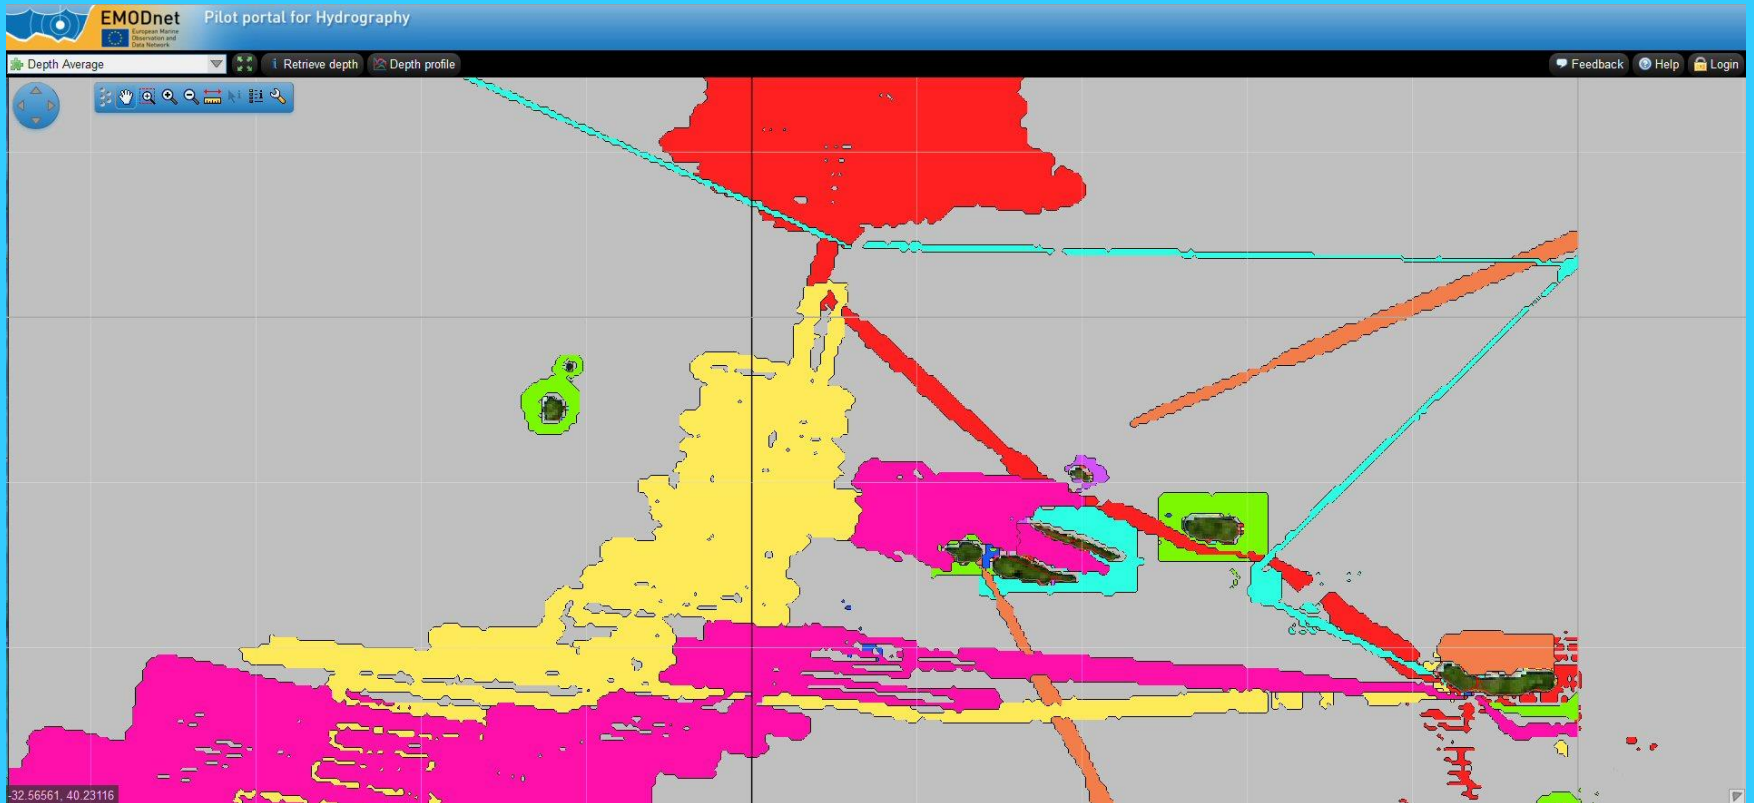 EMODnet
European Marine
Observation and
Data Network
Pilot portal for Hydrography
Depth Average
i Retrieve depth
Depth profile
Feedback
Help
Login
-32.56561, 40.23116